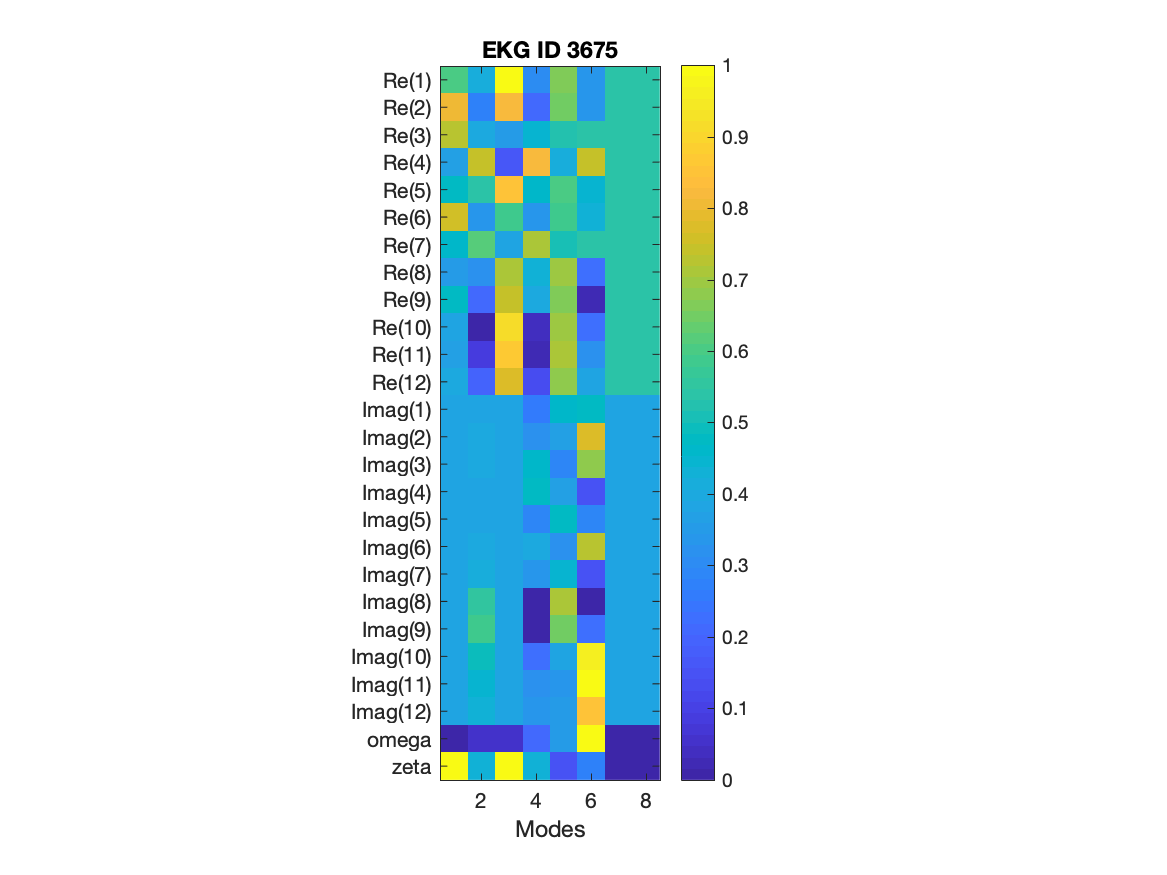 EKG ID 3675
Re(1)
Re(2)
Re(3)
Re(4)
Re(5)
Re(6)
Re(7)
Re(8)
Re(9)
Re(10)
Re(11)
Re(12)
Imag(1)
Imag(2)
Imag(3)
Imag(4)
Imag(5)
Imag(6)
Imag(7)
Imag(8)
Imag(9)
Imag(10)
Imag(11)
Imag(12)
omega
zeta
2 4 6 8
Modes
1
0.9
0.8
0.7
0.6
0.5
0.4
0.3
0.2
0.1
0